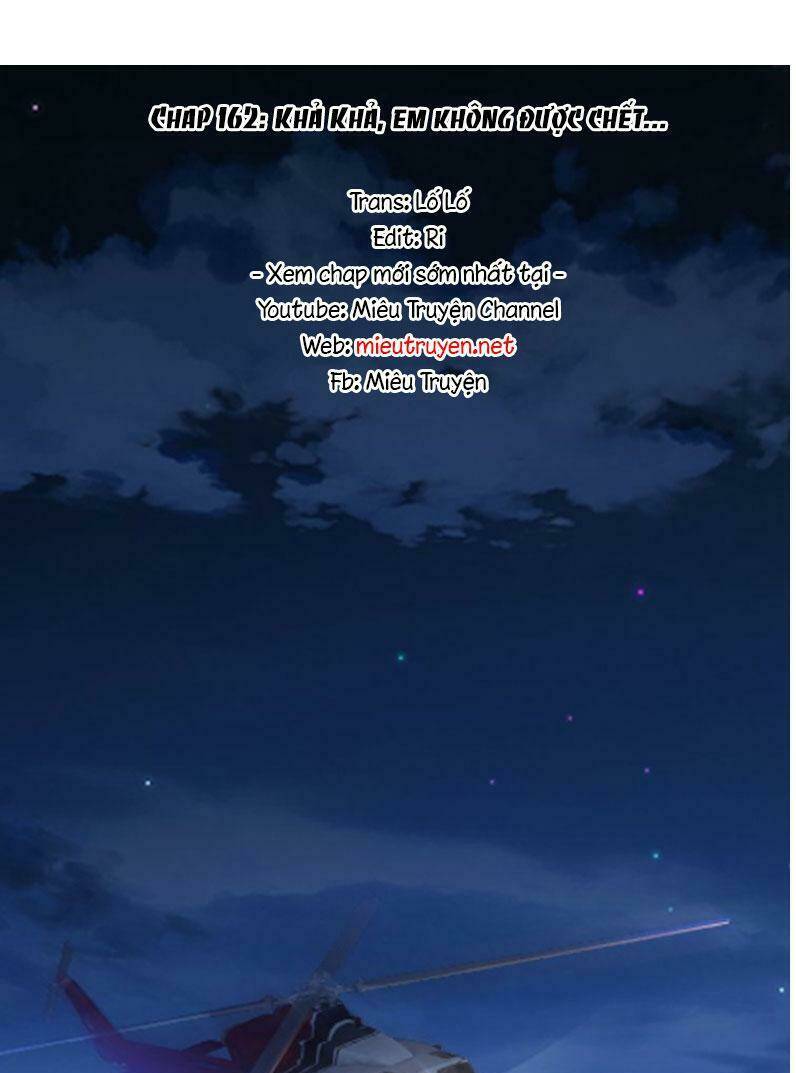 Chap 162: Khả Khả, em không được chết...
Trans: Lố Lố
Edit: Ri
- Xem chap mới sớm nhất tại -
Youtube: Miêu Truyện Channel
Web: mieutruyen.net
Fb: Miêu Truyện